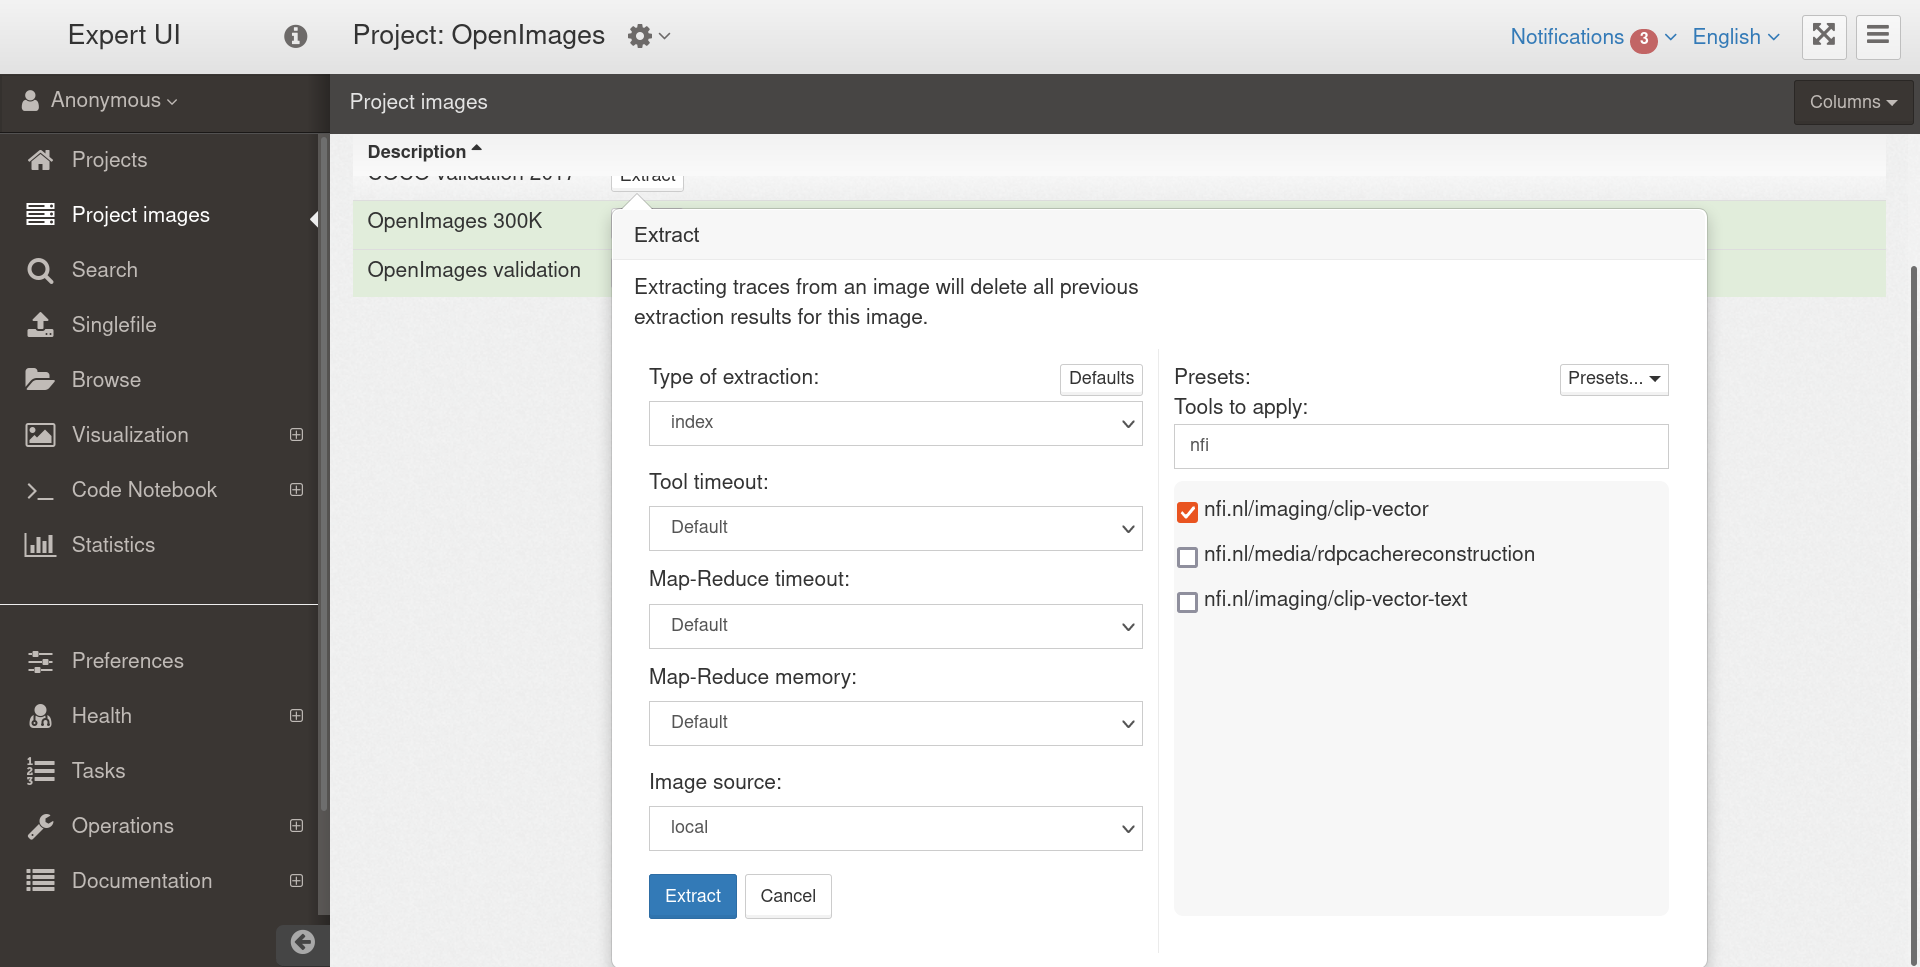 Expert UI
Project: OpenImages
Notifications 3
English
Anonymous
Project images
Columns
Projects
Project images
Search
Singlefile
Browse
Visualization
Code Notebook
Statistics
Preferences
Health
Tasks
Operations
Documentation
Description
Extract
OpenImages 300K
OpenImages validation
Extract
Extracting traces from an image will delete all previous
extraction results for this image.
Type of extraction:
Defaults
index
Tool timeout:
Default
Map-Reduce timeout:
Default
Map-Reduce memory:
Default
Image source:
local
Extract
Cancel
Presets:
Presets...
Tools to apply:
nfi
nfi.nl/imaging/clip-vector
nfi.nl/media/rdpcachereconstruction
nfi.nl/imaging/clip-vector-text